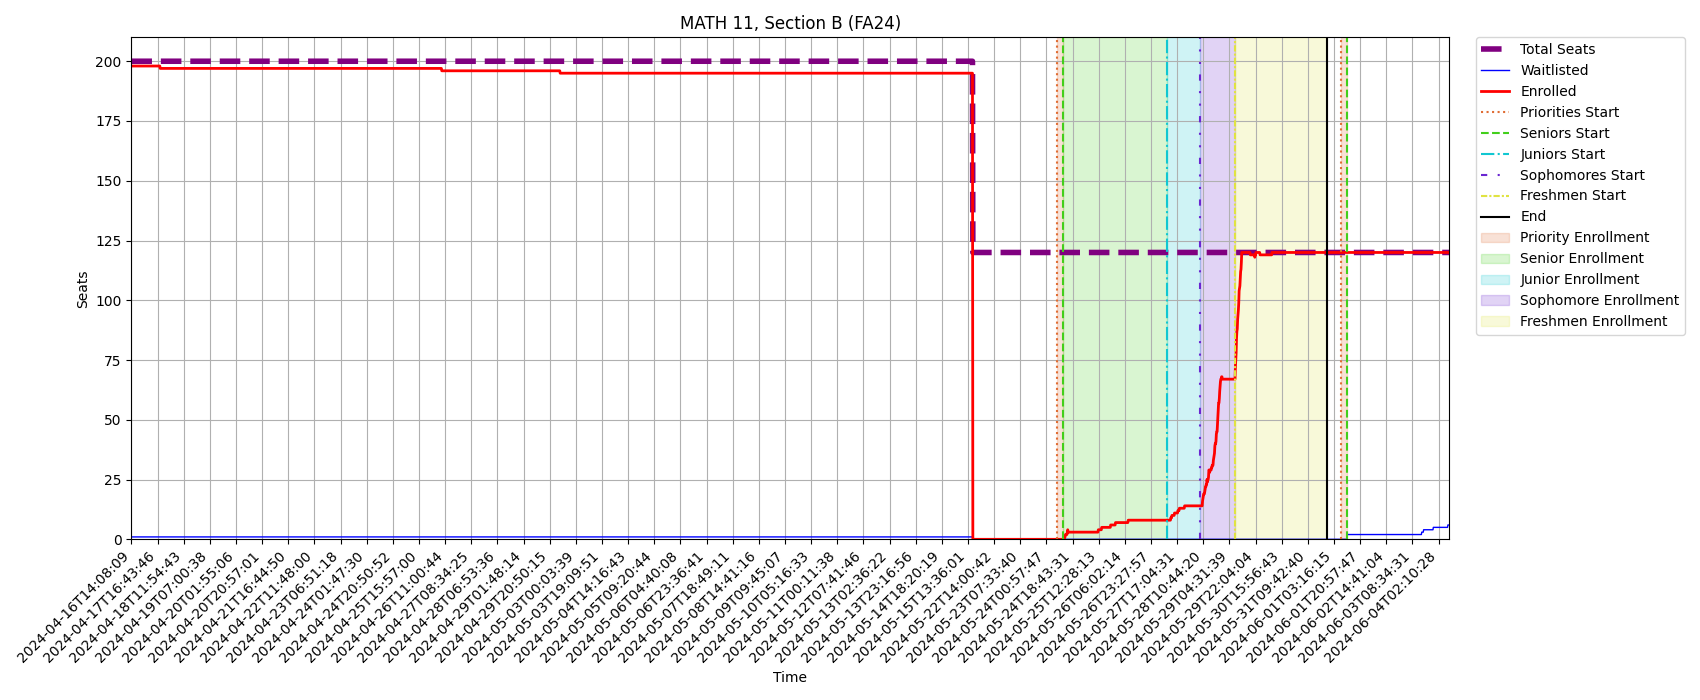 MATH 11, Section B (FA24)
Total Seats
Waitlisted
Enrolled
Priorities Start
Seniors Start
Juniors Start
Sophomores Start
Freshmen Start
End
Priority Enrollment
Senior Enrollment
Junior Enrollment
Sophomore Enrollment
Freshmen Enrollment
Seats
200
175
150
125
100
75
50
25
0
2024-04-16T14:08:09
2024-04-17T16:43:46
2024-04-18T11:54:43
2024-04-19T07:00:38
2024-04-20T01:55:06
2024-04-20T20:57:01
2024-04-21T16:44:50
2024-04-22T11:48:00
2024-04-23T06:51:18
2024-04-24T01:47:30
2024-04-24T20:50:52
2024-04-25T15:57:00
2024-04-26T11:00:44
2024-04-27T08:34:25
2024-04-28T06:53:36
2024-04-29T01:48:14
2024-04-29T20:50:15
2024-05-03T00:03:39
2024-05-03T19:09:51
2024-05-04T14:16:43
2024-05-05T09:20:44
2024-05-06T04:40:08
2024-05-06T23:36:41
2024-05-07T18:49:11
2024-05-08T14:41:16
2024-05-09T09:45:07
2024-05-10T05:16:33
2024-05-11T00:11:38
2024-05-12T07:41:46
2024-05-13T02:36:22
2024-05-13T23:16:56
2024-05-14T18:20:19
2024-05-15T13:36:01
2024-05-22T14:00:42
2024-05-23T07:33:40
2024-05-24T00:57:47
2024-05-24T18:43:31
2024-05-25T12:28:13
2024-05-26T06:02:14
2024-05-26T23:27:57
2024-05-27T17:04:31
2024-05-28T10:44:20
2024-05-29T04:31:39
2024-05-29T22:04:04
2024-05-30T15:56:43
2024-05-31T09:42:40
2024-06-01T03:16:15
2024-06-01T20:57:47
2024-06-02T14:41:04
2024-06-03T08:34:31
2024-06-04T02:10:28
Time